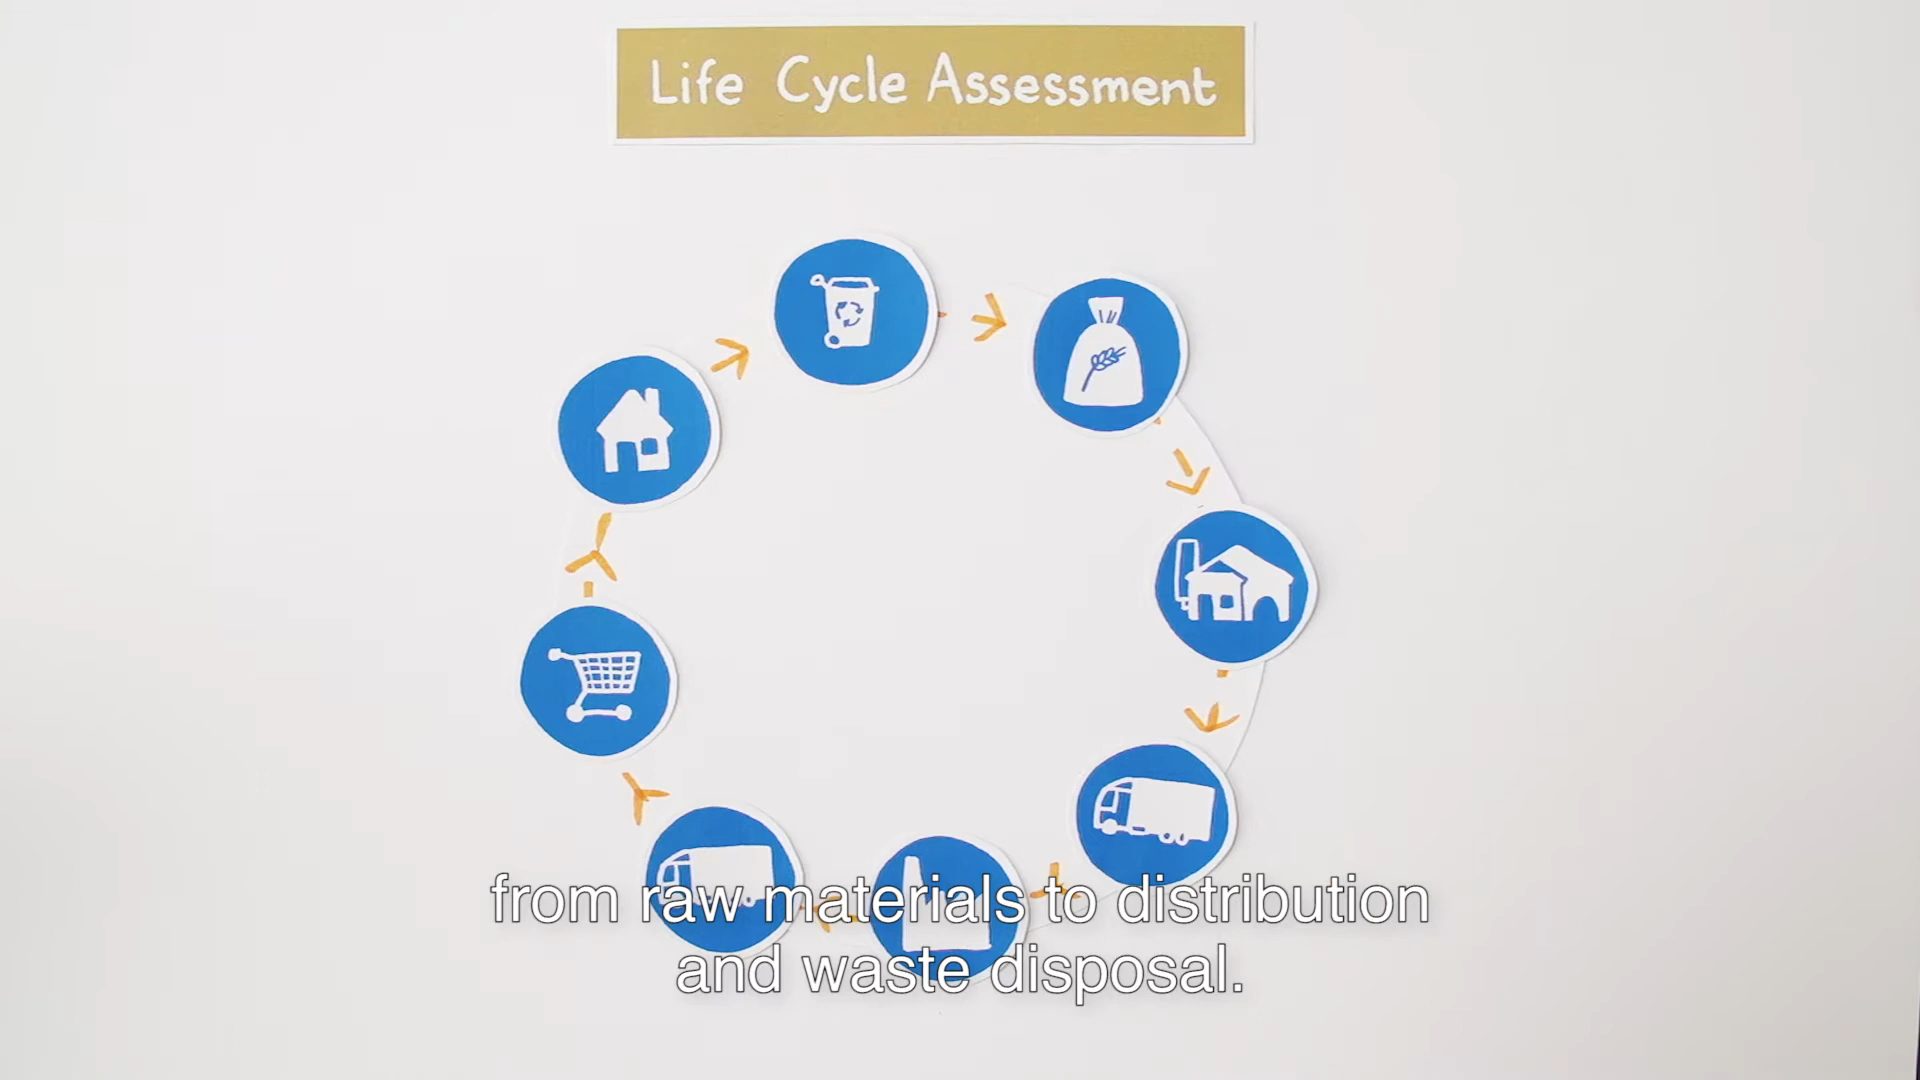 Life Cycle Assessment
from raw materials to distribution
and waste disposal.